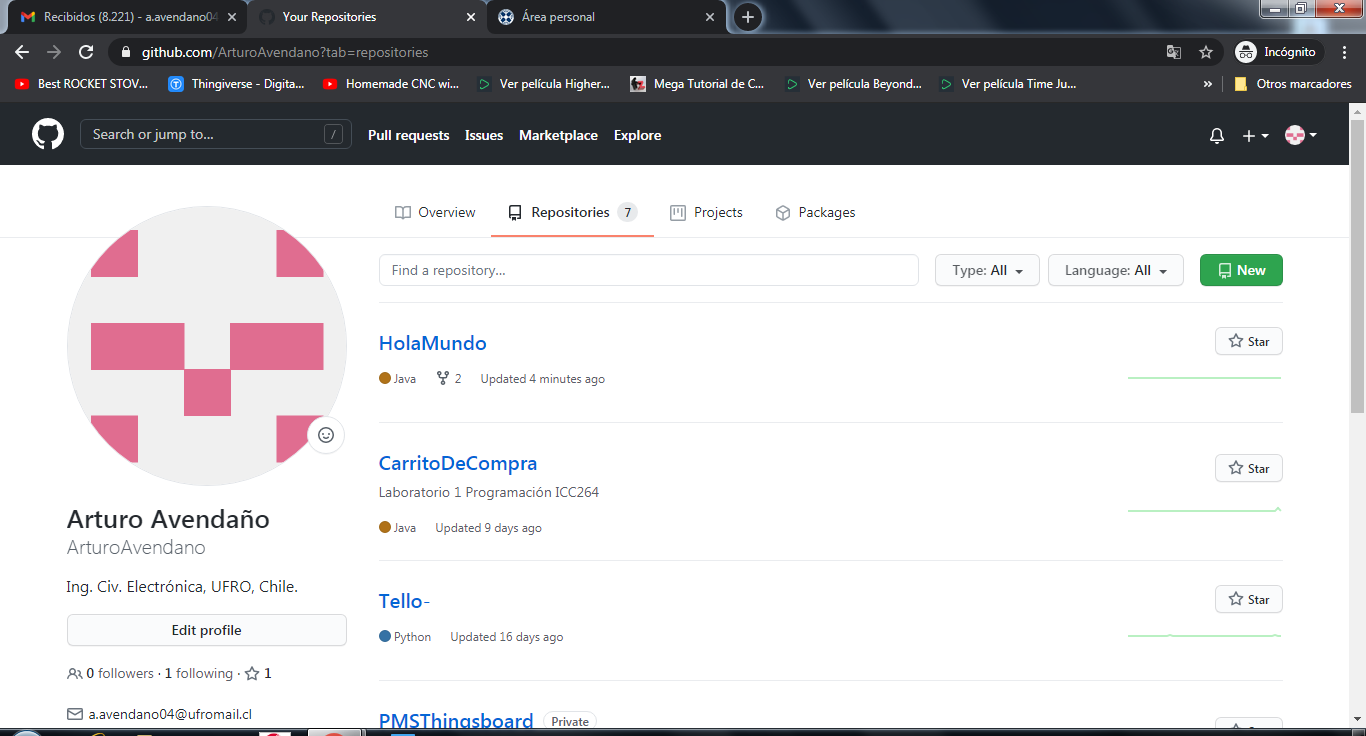 Recibidos (8.221) - a.avendano04
Your Repositories
Área personal
github.com/ArturoAvendano?tab=repositories
Incógnito
Best ROCKET STOV...
Thingiverse - Digita...
Homemade CNC wi...
Ver película Higher...
Mega Tutorial de C...
Ver película Beyond...
Ver película Time Ju...
»
Otros marcadores
Search or jump to...
/
Pull requests
Issues
Marketplace
Explore
Overview
Repositories 7
Projects
Packages
Find a repository...
Type: All
Language: All
New
HolaMundo
Star
Java 2 Updated 4 minutes ago
CarritoDeCompra
Star
Laboratorio 1 Programación ICC264
Java Updated 9 days ago
Tello-
Star
Python Updated 16 days ago
PMSThingsboard Private
Arturo Avendaño
ArturoAvendano
Ing. Civ. Electrónica, UFRO, Chile.
Edit profile
0 followers · 1 following · 1
a.avendano04@ufromail.cl